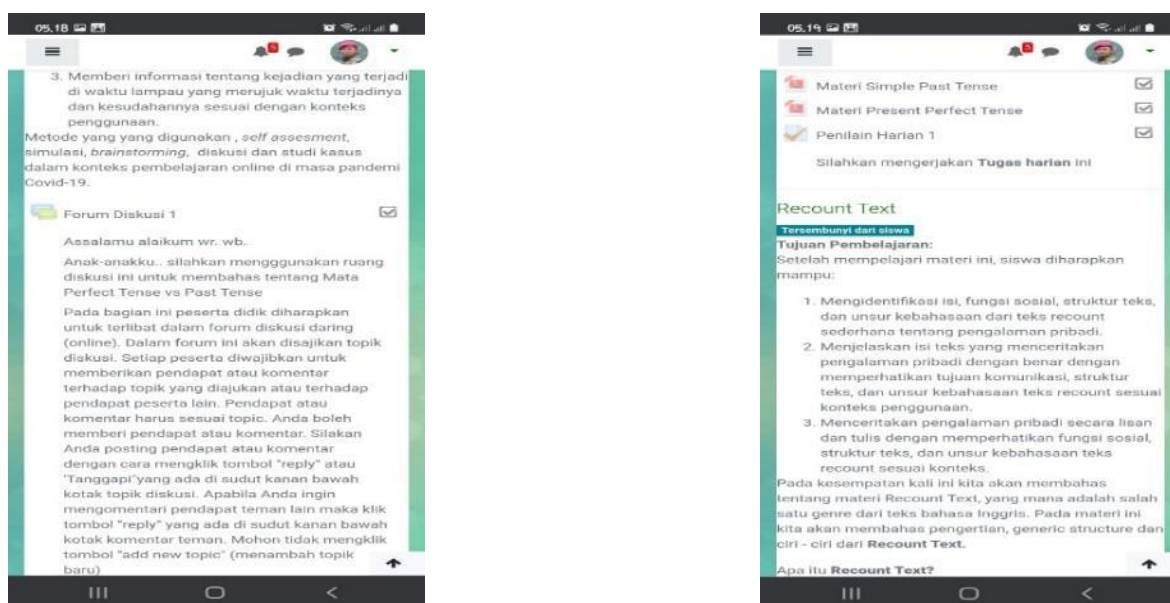 05.18
3. Memberi informasi tentang kejadian yang terjadi
di waktu lampau yang merujuk waktu terjadinya
dan kesudahannya sesuai dengan konteks
penggunaan.
Metode yang yang digunakan , self assesment,
simulasi, brainstorming, diskusi dan studi kasus
dalam konteks pembelajaran online di masa pandemi
Covid-19.
Forum Diskusi 1
Assalamu alaikum wr. wb.
Anak-anakku.. silahkan mengggunakan ruang
diskusi ini untuk membahas tentang Mata
Perfect Tense vs Past Tense
Pada bagian ini peserta didik diharapkan
untuk terlibat dalam forum diskusi daring
(online). Dalam forum ini akan disajikan topik
diskusi. Setiap peserta diwajibkan untuk
memberikan pendapat atau komentar
terhadap topik yang diajukan atau terhadap
pendapat peserta lain. Pendapat atau
komentar harus sesuai topic. Anda boleh
memberi pendapat atau komentar. Silakan
Anda posting pendapat atau komentar
dengan cara mengklik tombol "reply" atau
'Tanggapi"yang ada di sudut kanan bawah
kotak topik diskusi. Apabila Anda ingin
mengomentari pendapat teman lain maka klik
tombol "reply" yang ada di sudut kanan bawah
kotak komentar teman. Mohon tidak mengklik
tombol "add new topic" (menambah topik
baru)
05.19
Materi Simple Past Tense
Materi Present Perfect Tense
Penilain Harian 1
Silahkan mengerjakan Tugas harian ini
Recount Text
Tersembunyi dari siswa
Tujuan Pembelajaran:
Setelah mempelajari materi ini, siswa diharapkan
mampu:
1. Mengidentifikasi isi, fungsi sosial, struktur teks,
dan unsur kebahasaan dari teks recount
sederhana tentang pengalaman pribadi.
2. Menjelaskan isi teks yang menceritakan
pengalaman pribadi dengan benar dengan
memperhatikan tujuan komunikasi, struktur
teks, dan unsur kebahasaan teks recount sesuai
konteks penggunaan.
3. Menceritakan pengalaman pribadi secara lisan
dan tulis dengan memperhatikan fungsi sosial,
struktur teks, dan unsur kebahasaan teks
recount sesuai konteks.
Pada kesempatan kali ini kita akan membahas
tentang materi Recount Text, yang mana adalah salah
satu genre dari teks bahasa Inggris. Pada materi ini
kita akan membahas pengertian, generic structure dan
ciri - ciri dari Recount Text.
Apa itu Recount Text?